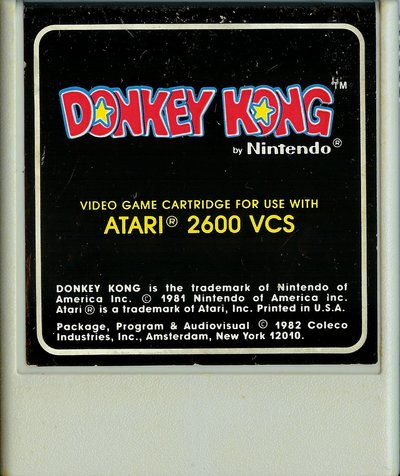 DONKEY KONG™
by Nintendo®
VIDEO GAME CARTRIDGE FOR USE WITH
ATARI® 2600 VCS
DONKEY KONG is the trademark of Nintendo of
America Inc. © 1981 Nintendo of America Inc.
Atari ® is a trademark of Atari, Inc. Printed in U.S.A.
Package, Program & Audiovisual © 1982 Coleco
Industries, Inc., Amsterdam, New York 12010.